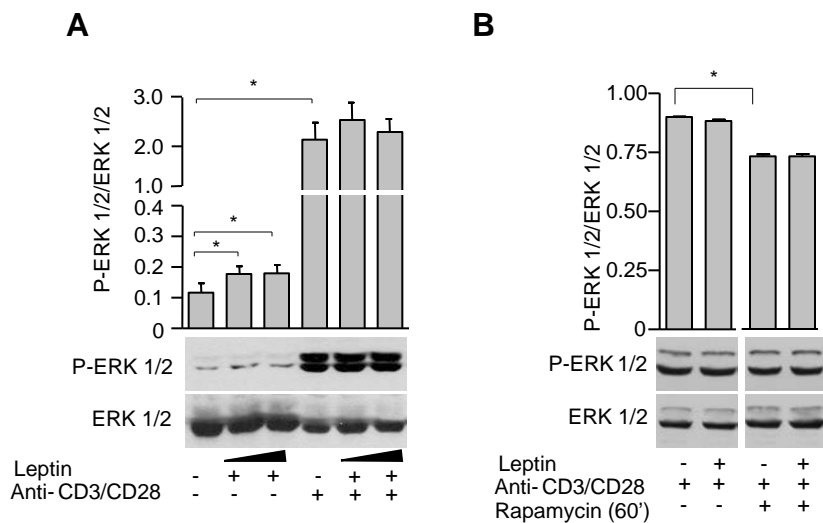 A
P-ERK 1/2/ERK 1/2
3.0
2.0
1.0
0.4
0.3
0.2
0.1
0
*
*
*
P-ERK 1/2
ERK 1/2
Leptin - + + - + +
Anti-CD3/CD28 - - - + + +
B
P-ERK 1/2/ERK 1/2
1.00
0.75
0.50
0.25
0
*
P-ERK 1/2
ERK 1/2
Leptin - + - +
Anti-CD3/CD28 + + + +
Rapamycin (60') + +